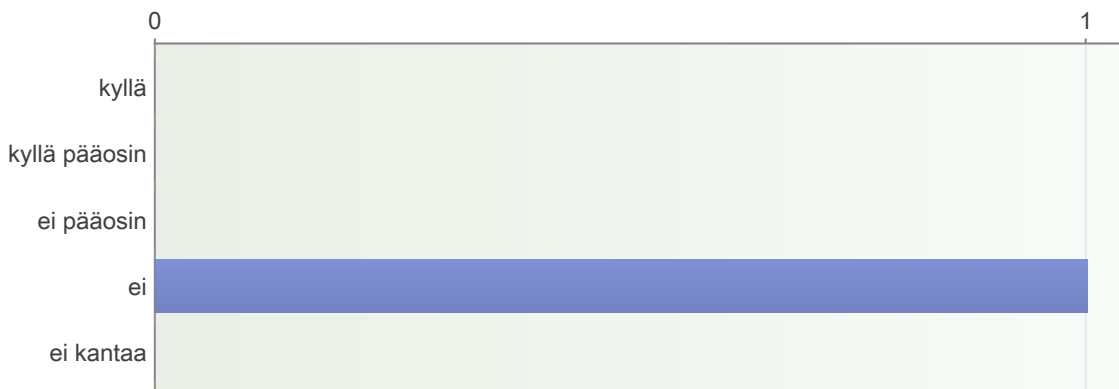 0 1
kyllä
kyllä pääosin
ei pääosin
ei
ei kantaa